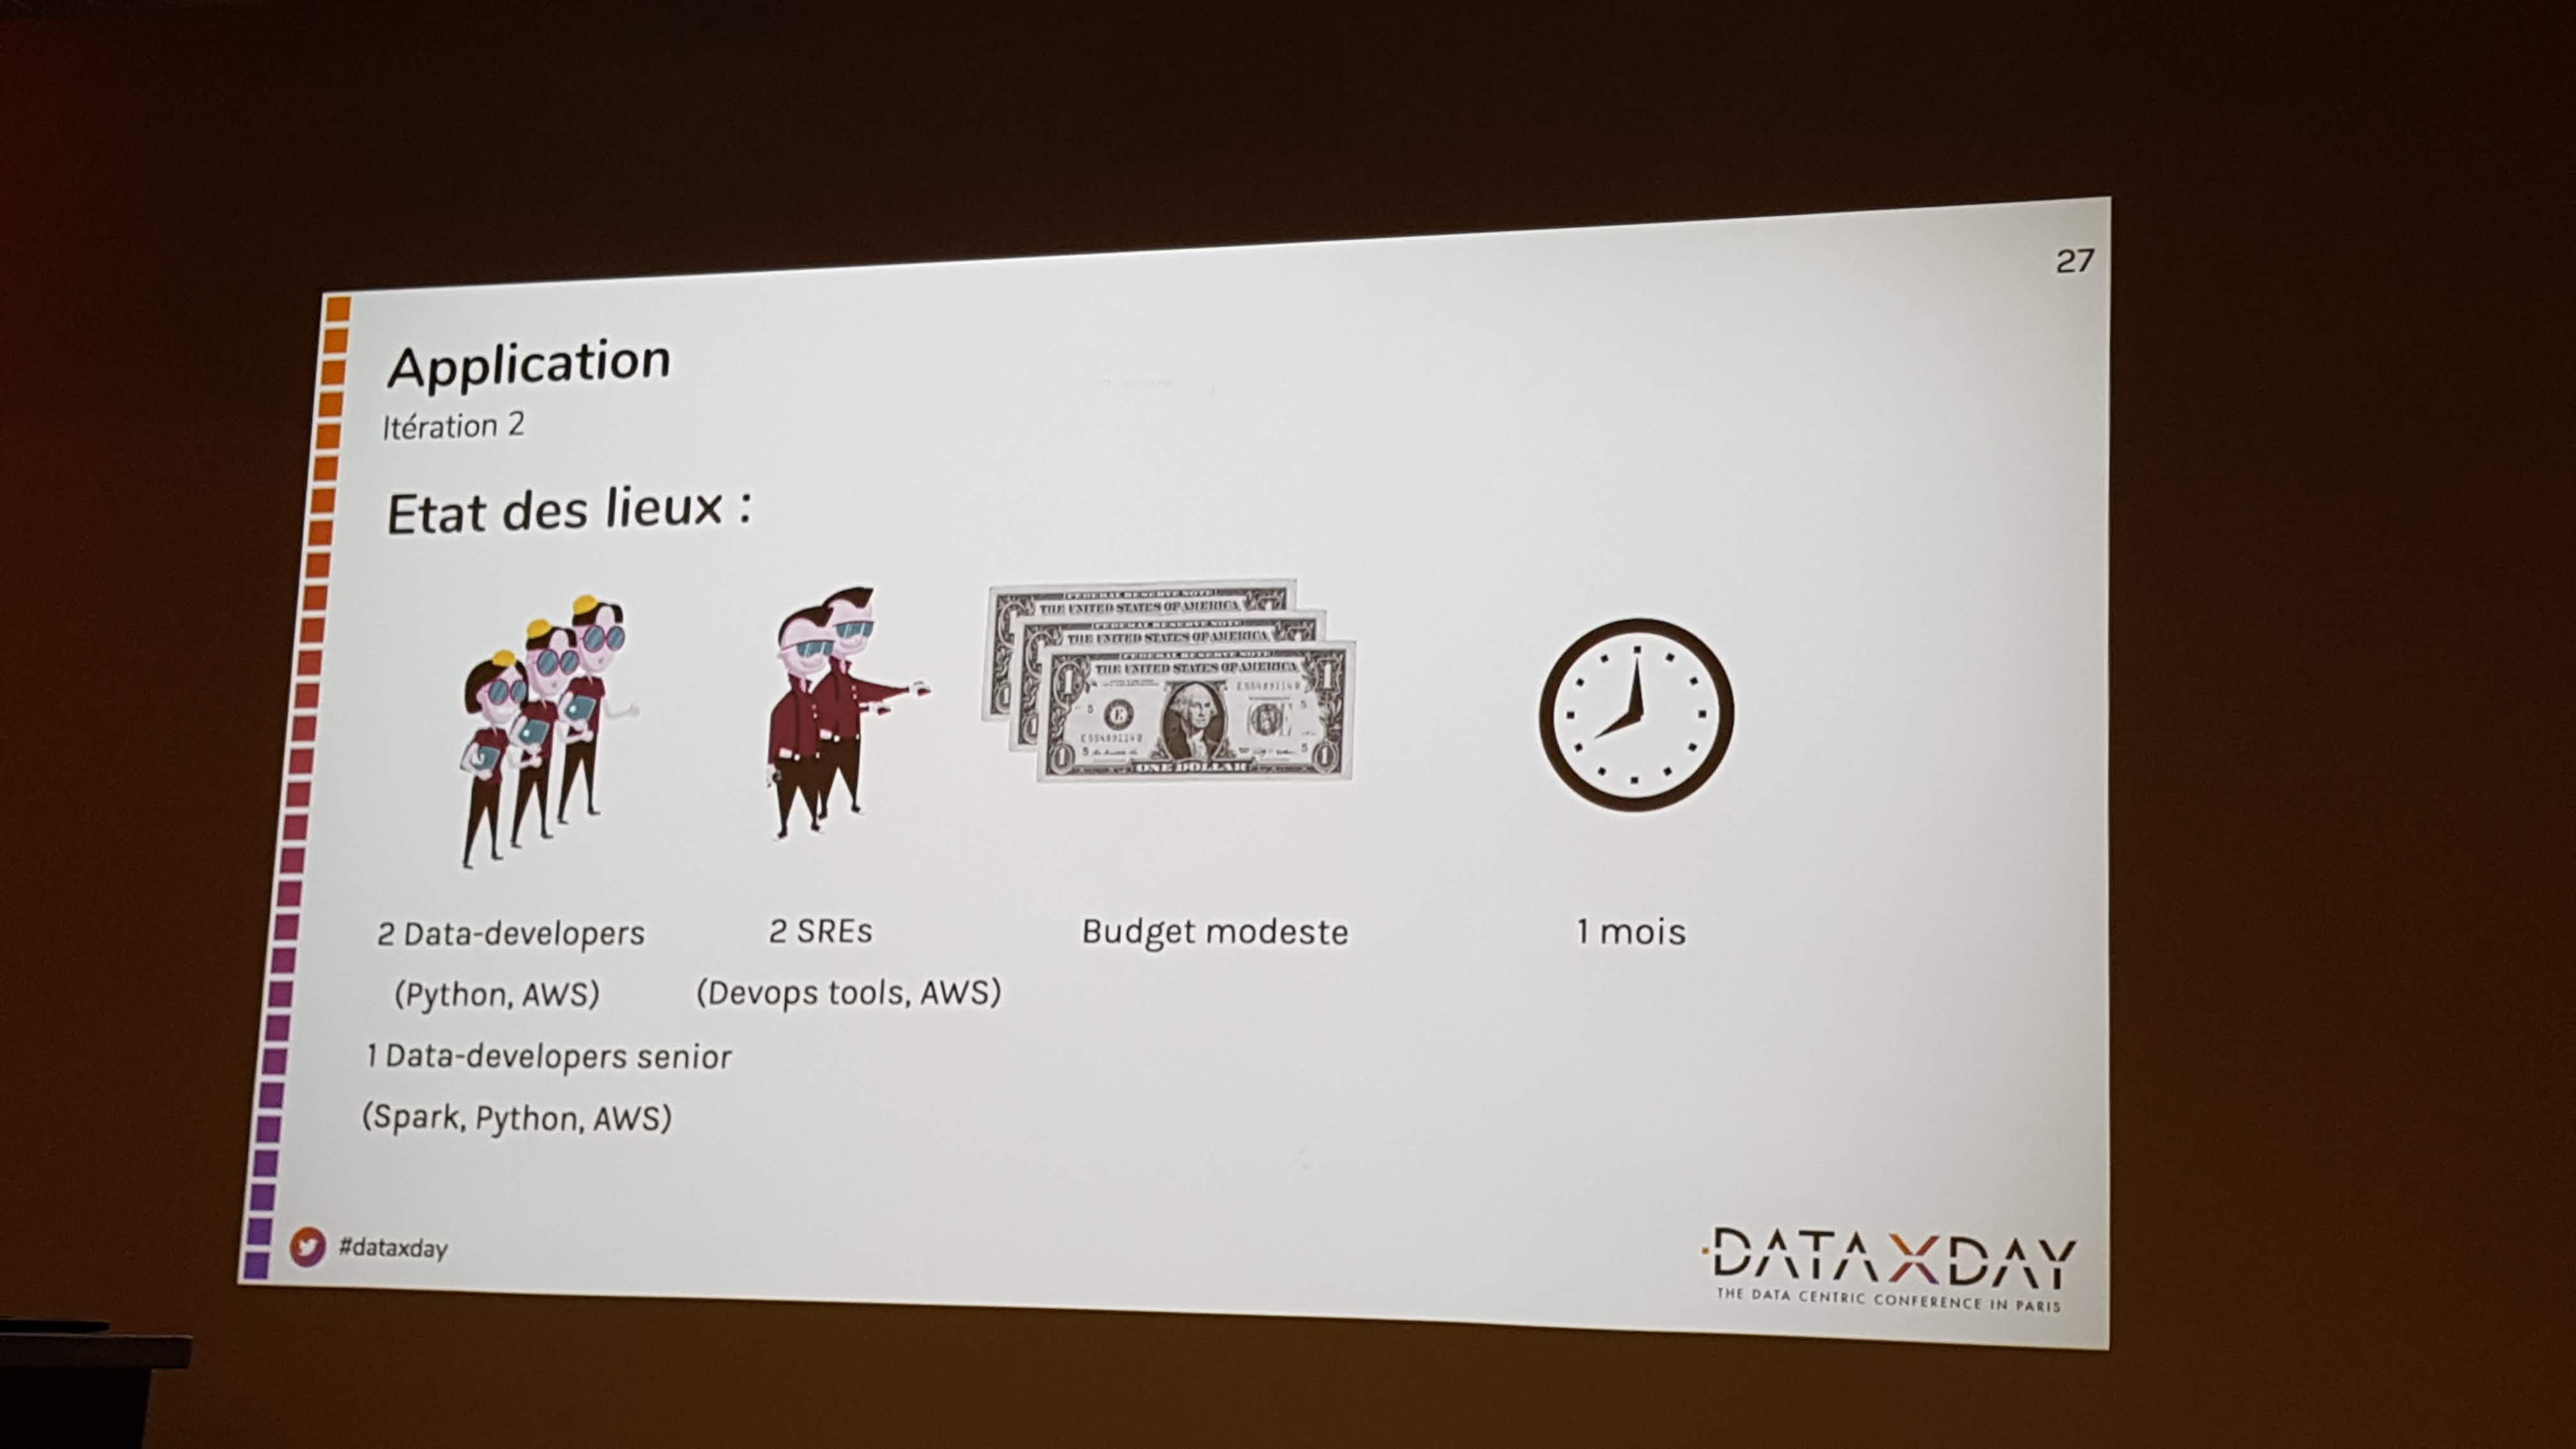 27
Application
Itération 2
Etat des lieux :
FEDERAL RESERVE NOTE
THE UNITED STATES OF AMERICA
FEDERAL RESERVE NOTE
THE UNITED STATES OF AMERICA
FEDERAL RESERVE NOTE
THE UNITED STATES OF AMERICA
ONE DOLLAR
2 Data-developers
(Python, AWS)
1 Data-developers senior
(Spark, Python, AWS)
2 SREs
(Devops tools, AWS)
Budget modeste
1 mois
#dataxday
DATAXDAY
THE DATA CENTRIC CONFERENCE IN PARIS